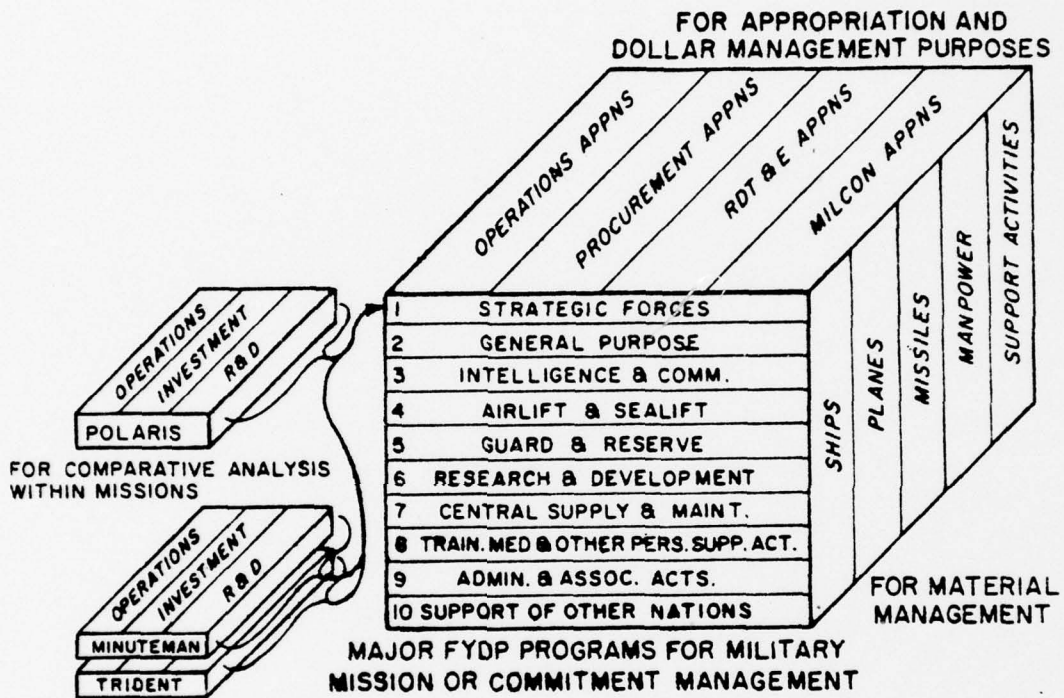 FOR APPROPRIATION AND
DOLLAR MANAGEMENT PURPOSES
OPERATIONS APPNS
PROCUREMENT APPNS
RDT & E APPNS
MILCON APPNS
1 STRATEGIC FORCES
2 GENERAL PURPOSE
3 INTELLIGENCE & COMM.
4 AIRLIFT & SEALIFT
5 GUARD & RESERVE
6 RESEARCH & DEVELOPMENT
7 CENTRAL SUPPLY & MAINT.
8 TRAIN. MED & OTHER PERS. SUPP. ACT.
9 ADMIN. & ASSOC. ACTS.
10 SUPPORT OF OTHER NATIONS
SHIPS
PLANES
MISSILES
MANPOWER
SUPPORT ACTIVITIES
OPERATIONS
INVESTMENT
R&D
POLARIS
FOR COMPARATIVE ANALYSIS
WITHIN MISSIONS
OPERATIONS
INVESTMENT
R&D
MINUTEMAN
TRIDENT
FOR MATERIAL
MANAGEMENT
MAJOR FYDP PROGRAMS FOR MILITARY
MISSION OR COMMITMENT MANAGEMENT